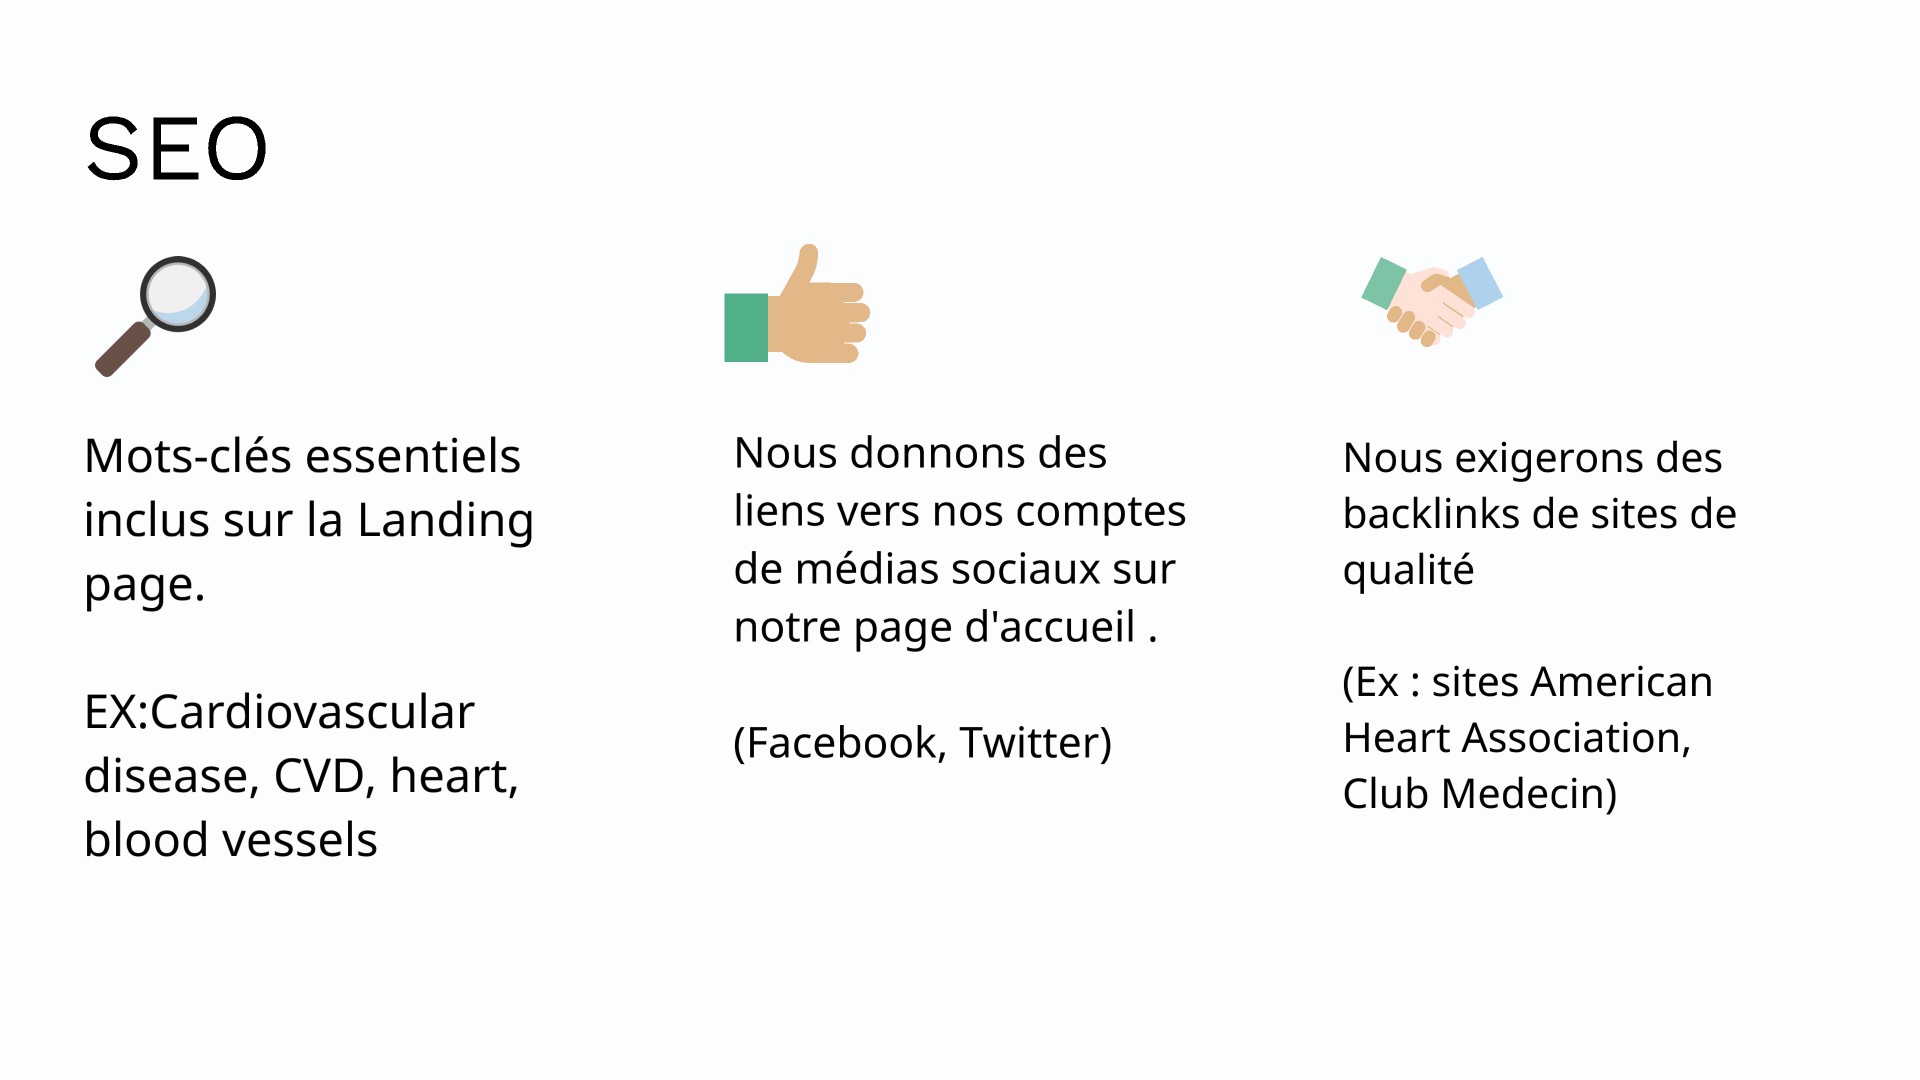 SEO
Mots-clés essentiels
inclus sur la Landing
page.
EX:Cardiovascular
disease, CVD, heart,
blood vessels
Nous donnons des
liens vers nos comptes
de médias sociaux sur
notre page d'accueil .
(Facebook, Twitter)
Nous exigerons des
backlinks de sites de
qualité
(Ex : sites American
Heart Association,
Club Medecin)